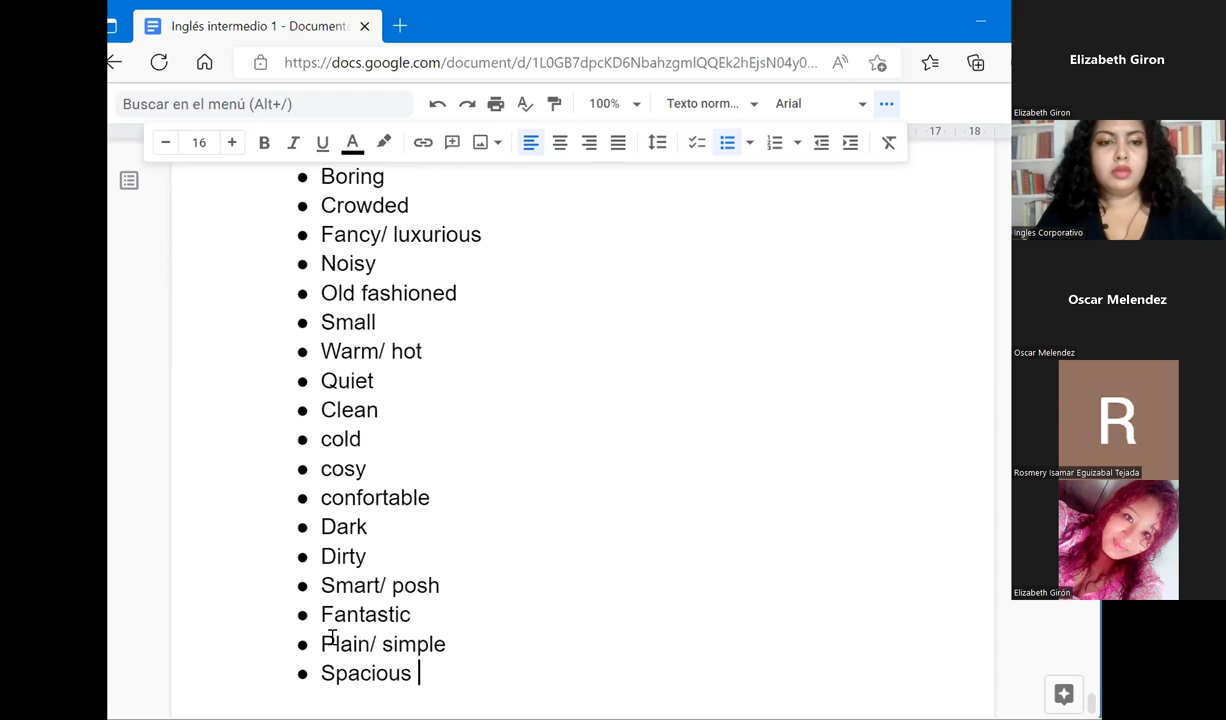 Inglés intermedio 1 - Documento
https://docs.google.com/document/d/1L0GB7dpcKD6NbahzgmlQQEk2hEjsN04y0...
Buscar en el menú (Alt+/)
100%
Texto norm...
Arial
16
17
18
Boring
Crowded
Fancy/ luxurious
Noisy
Old fashioned
Small
Warm/ hot
Quiet
Clean
cold
cosy
confortable
Dark
Dirty
Smart/ posh
Fantastic
Plain/ simple
Spacious
Elizabeth Giron
Elizabeth Giron
Ingles Corporativo
Oscar Melendez
Oscar Melendez
R
Rosmery Isamar Eguizabal Tejada
Elizabeth Girón